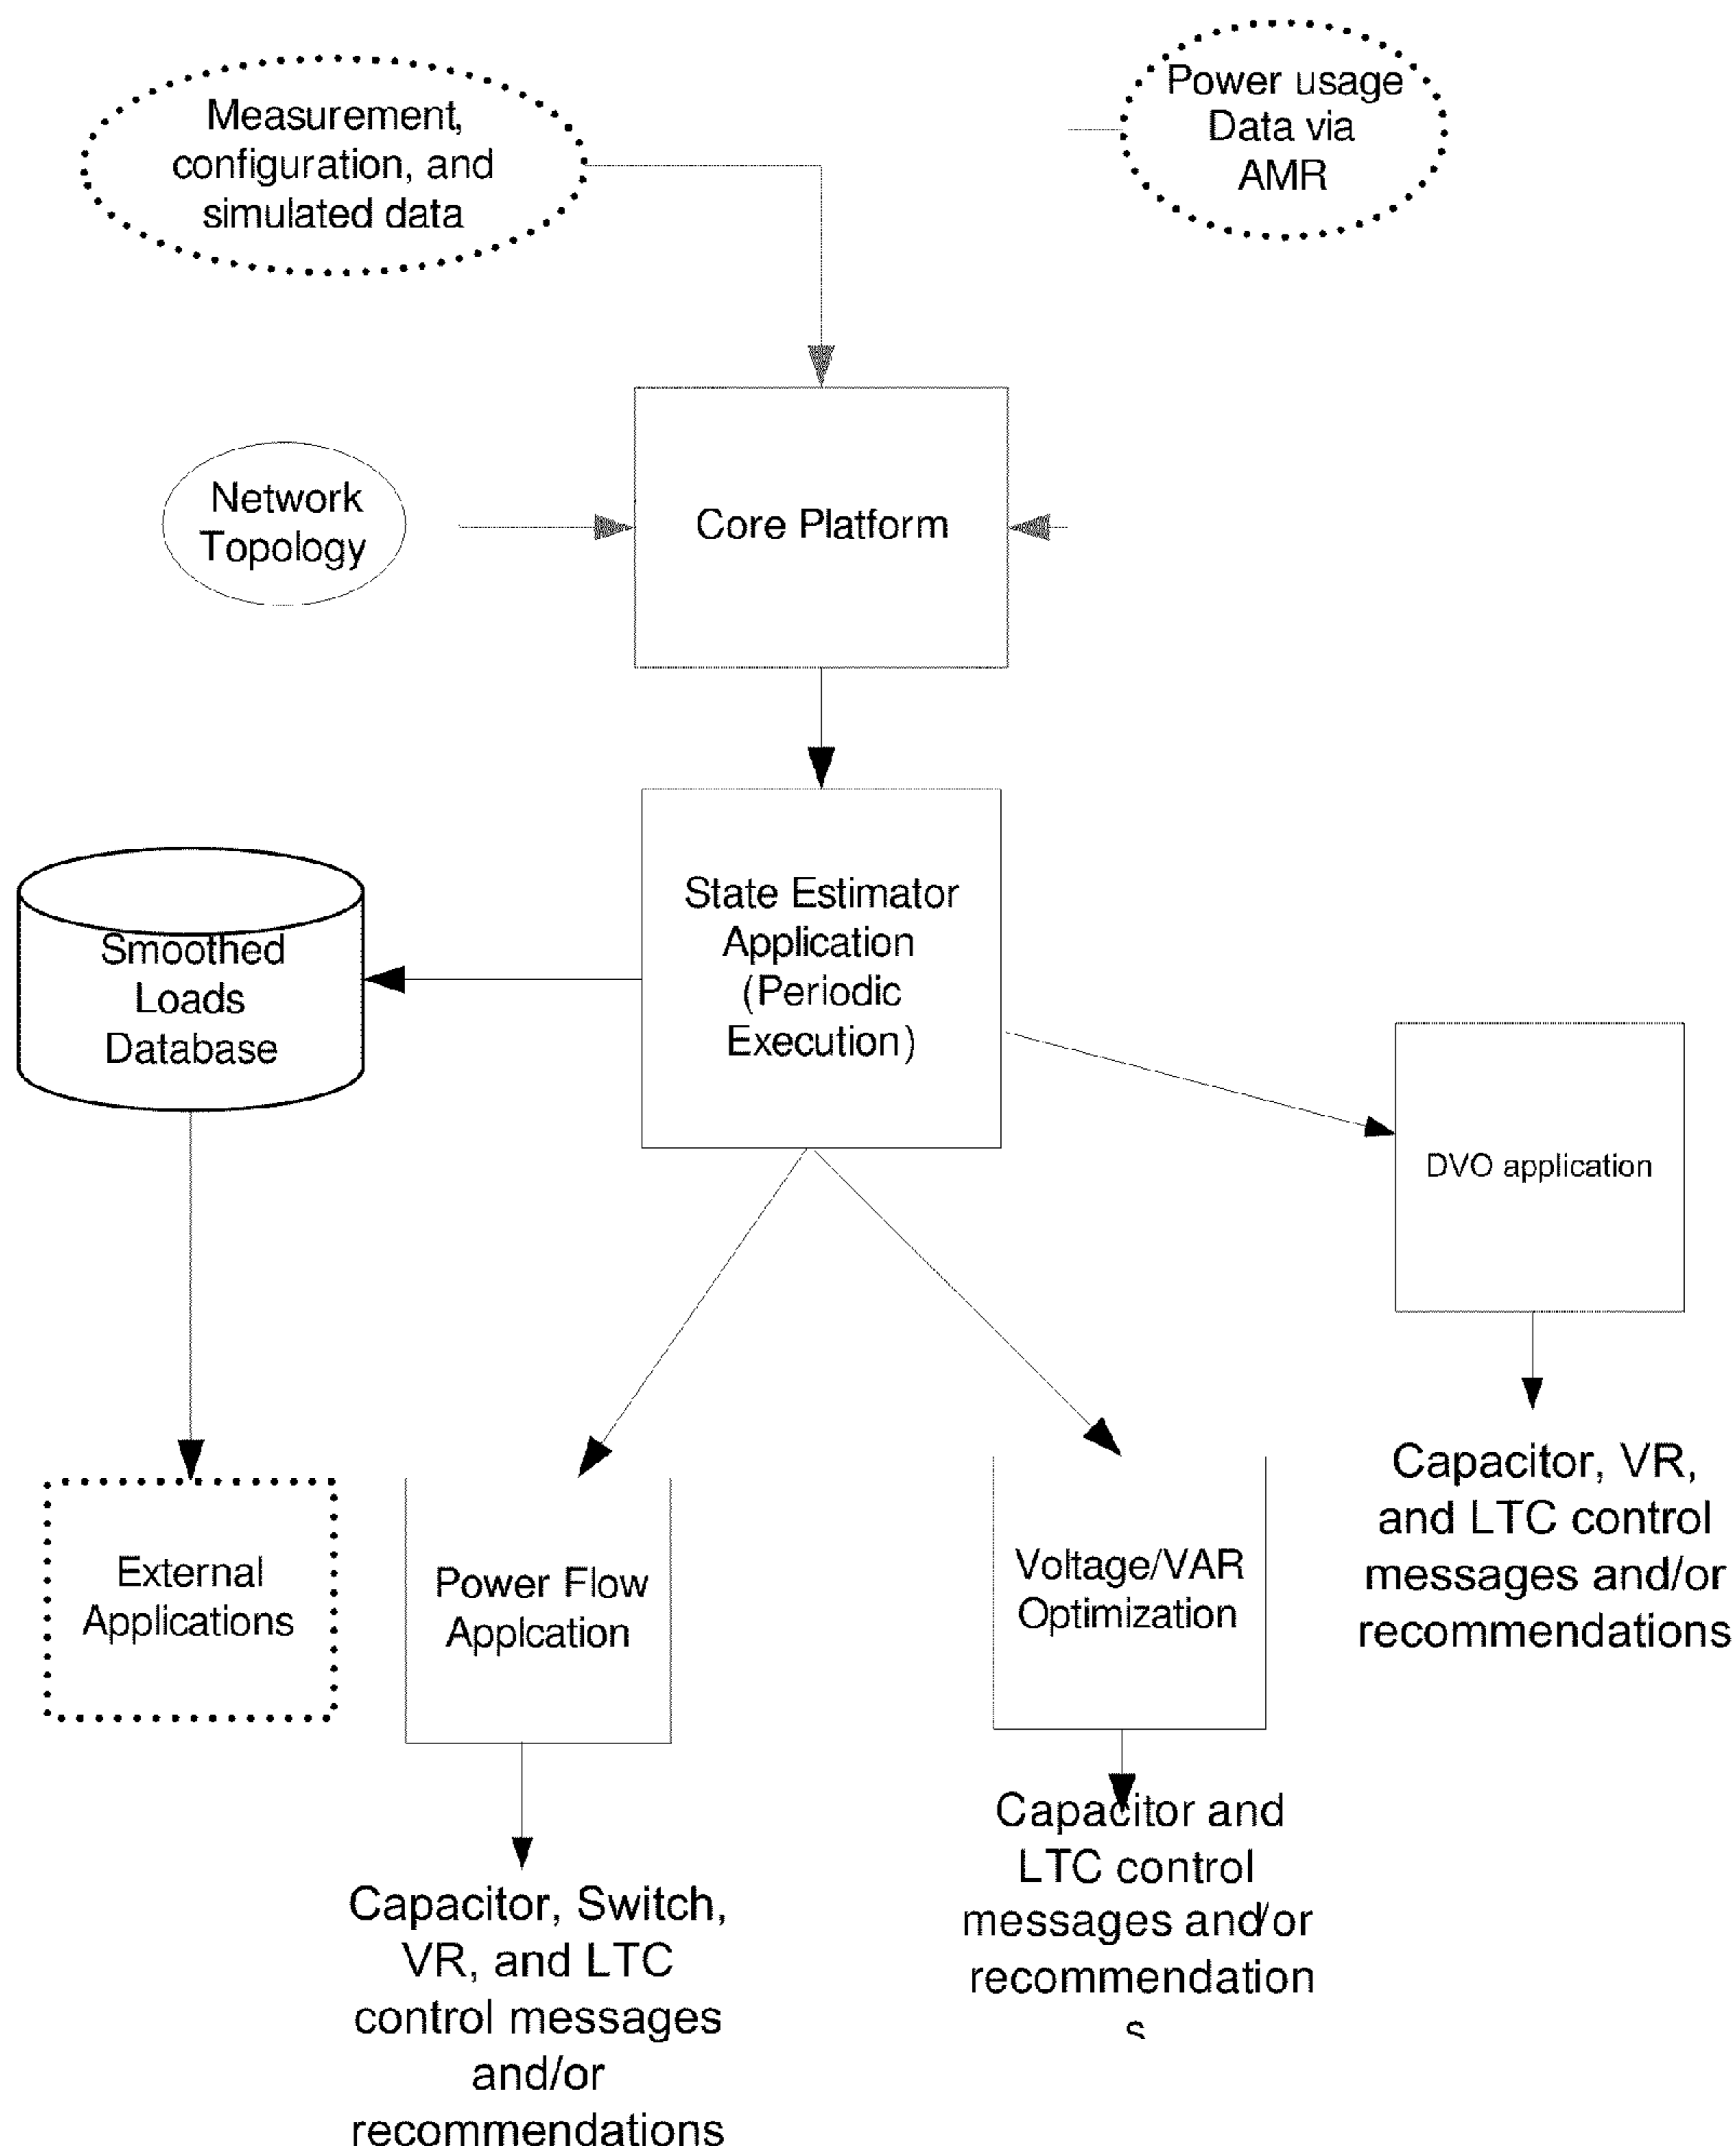 Measurement,
configuration, and
simulated data
Power usage
Data via
AMR
Network
Topology
Core Platform
State Estimator
Application
(Periodic
Execution)
Smoothed
Loads
Database
DVO application
External
Applications
Power Flow
Applcation
Voltage/VAR
Optimization
Capacitor, VR,
and LTC control
messages and/or
recommendations
Capacitor and
LTC control
messages and/or
recommendation
s
Capacitor, Switch,
VR, and LTC
control messages
and/or
recommendations